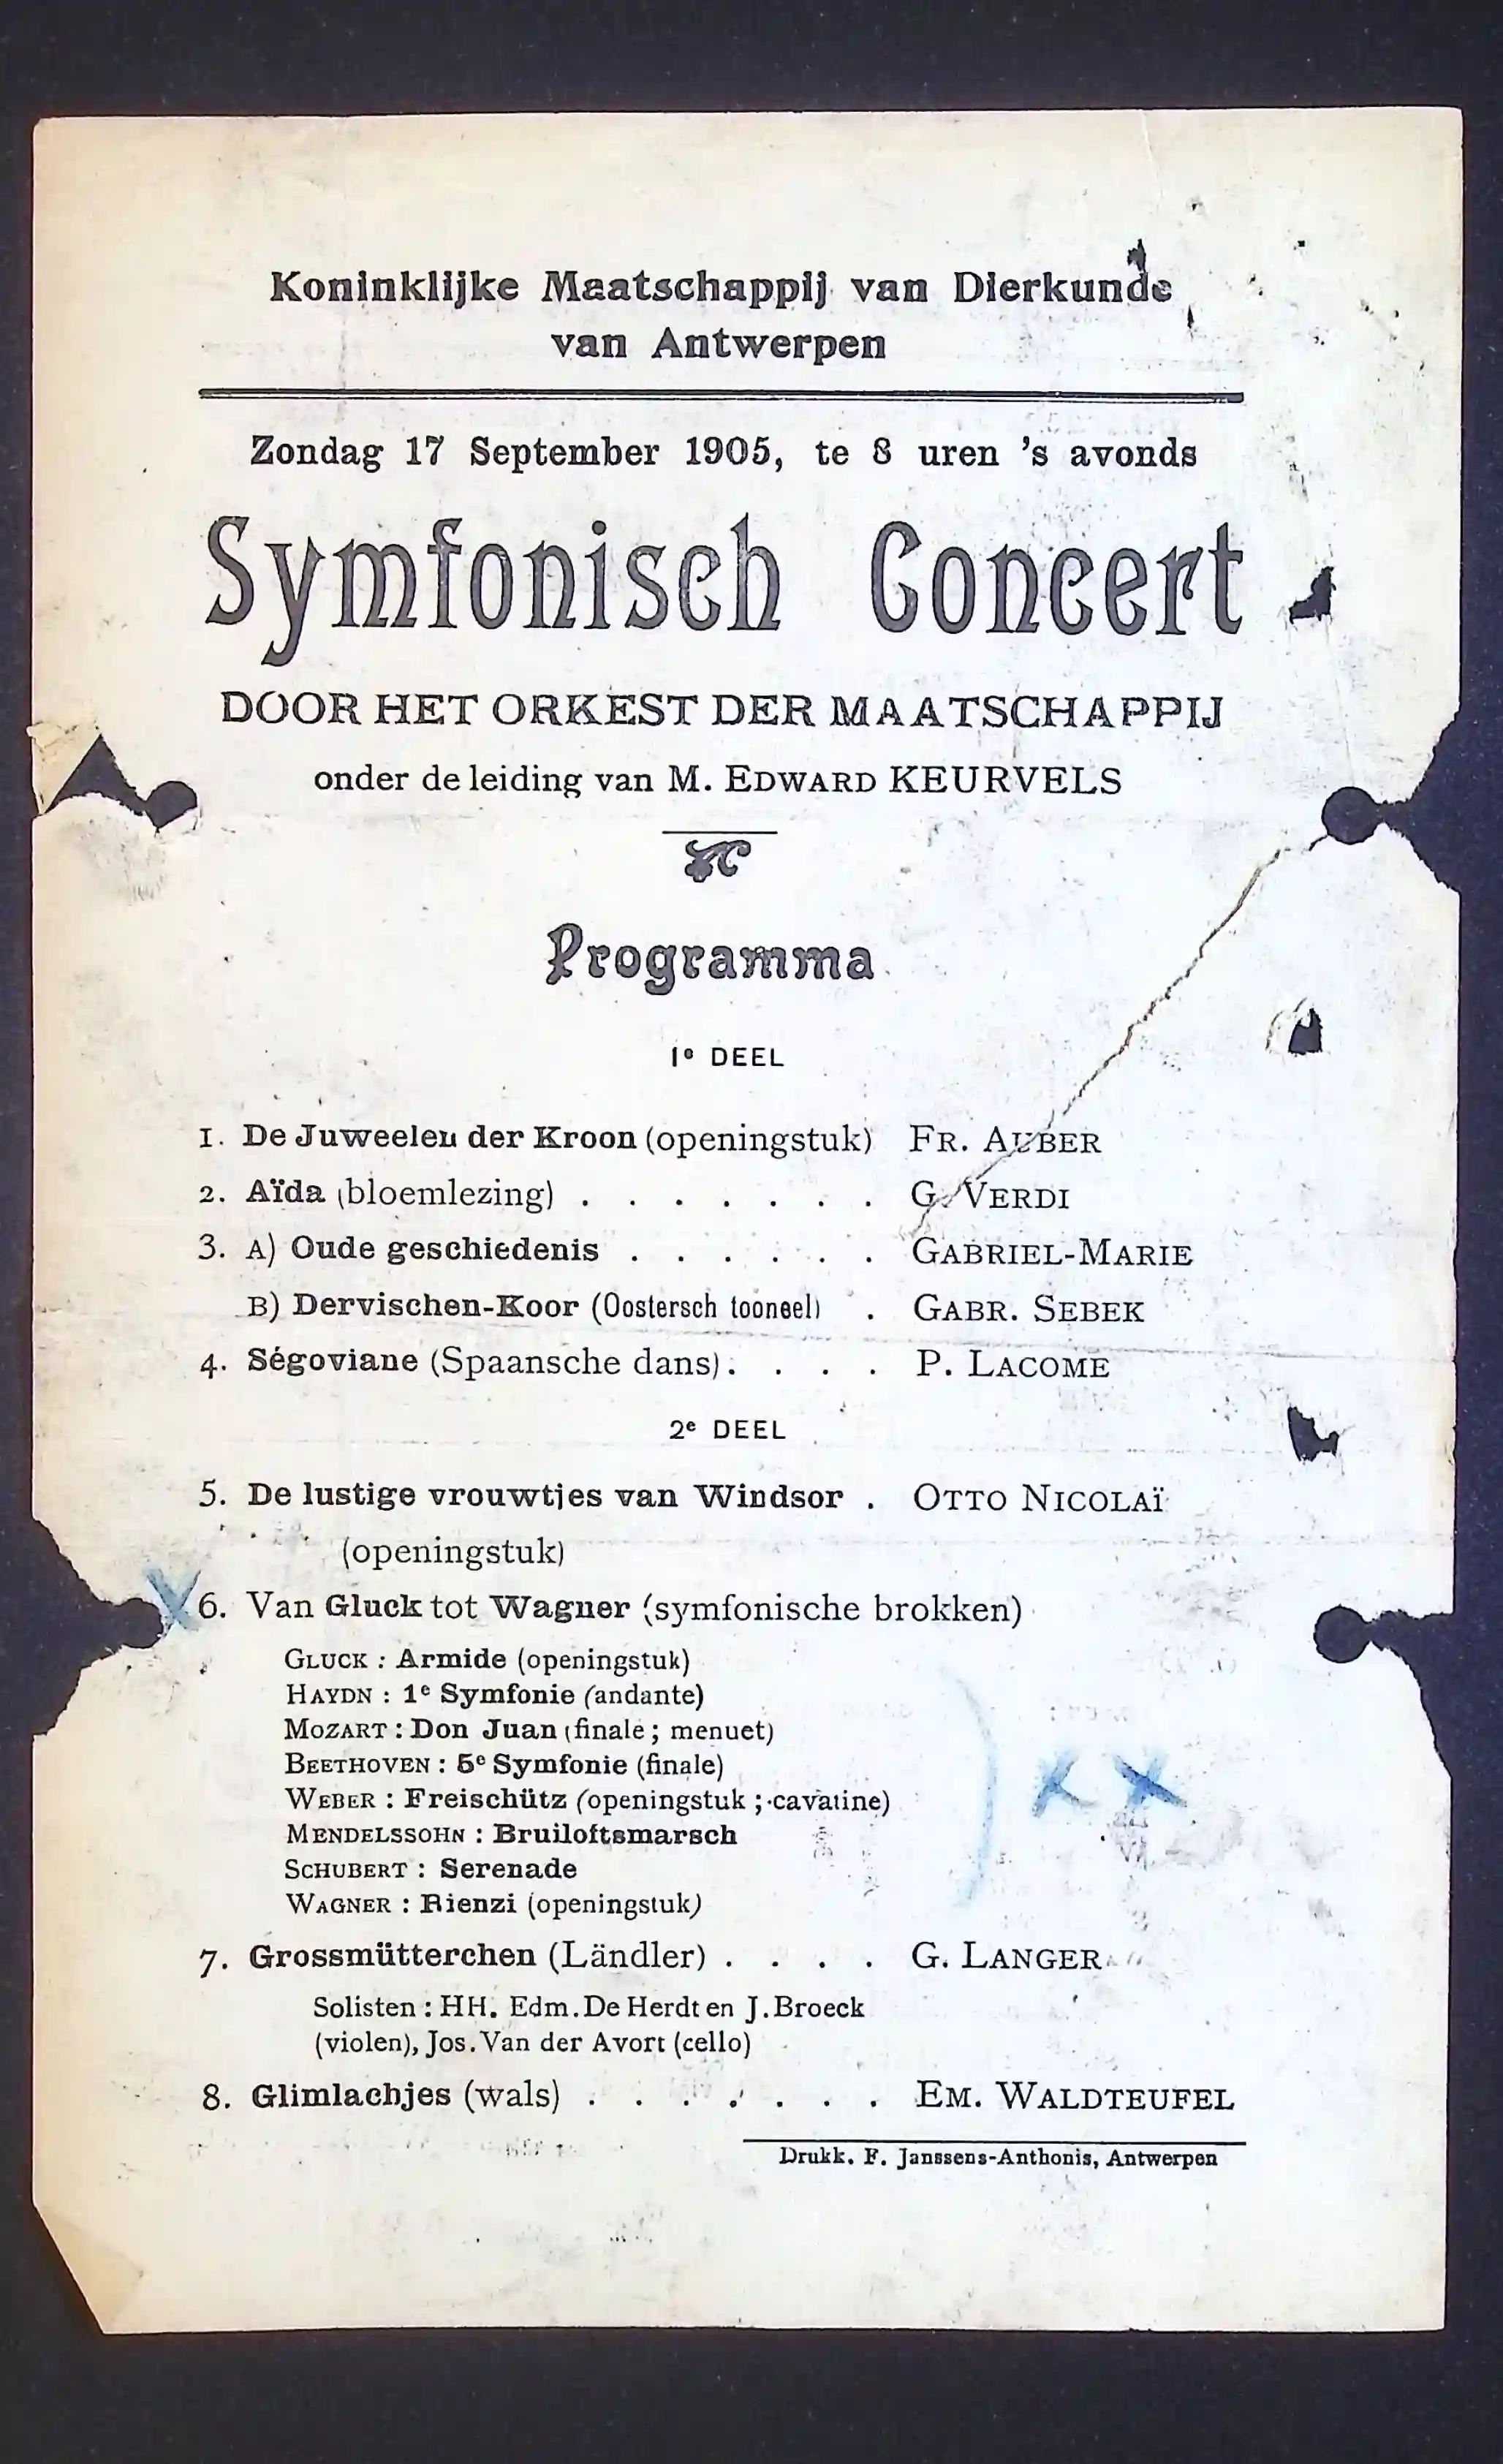 Koninklijke Maatschappij van Dierkunde
van Antwerpen
Zondag 17 September 1905, te 8 uren 's avonds
Symfonisch Concert
DOOR HET ORKEST DER MAATSCHAPPIJ
onder de leiding van M. EDWARD KEURVELS
Programma
1e DEEL
1. De Juweelen der Kroon (openingstuk) FR. AUBER
2. Aïda (bloemlezing) . . . . . . . G. VERDI
3. A) Oude geschiedenis . . . . . . GABRIEL-MARIE
B) Dervischen-Koor (Oostersch tooneel) . GABR. SEBEK
4. Ségoviane (Spaansche dans) . . . . P. LACOME
2e DEEL
5. De lustige vrouwtjes van Windsor . OTTO NICOLAÏ
(openingstuk)
X 6. Van Gluck tot Wagner (symfonische brokken)
GLUCK : Armide (openingstuk)
HAYDN : 1e Symfonie (andante)
MOZART : Don Juan (finale ; menuet)
BEETHOVEN : 5e Symfonie (finale)
WEBER : Freischütz (openingstuk ; cavatine) X X
MENDELSSOHN : Bruiloftsmarsch
SCHUBERT : Serenade
WAGNER : Rienzi (openingstuk)
7. Grossmütterchen (Ländler) . . . . G. LANGER
Solisten : HH. Edm. De Herdt en J. Broeck
(violen), Jos. Van der Avort (cello)
8. Glimlachjes (wals) . . . . . . . EM. WALDTEUFEL
Drukk. F. Janssens-Anthonis, Antwerpen